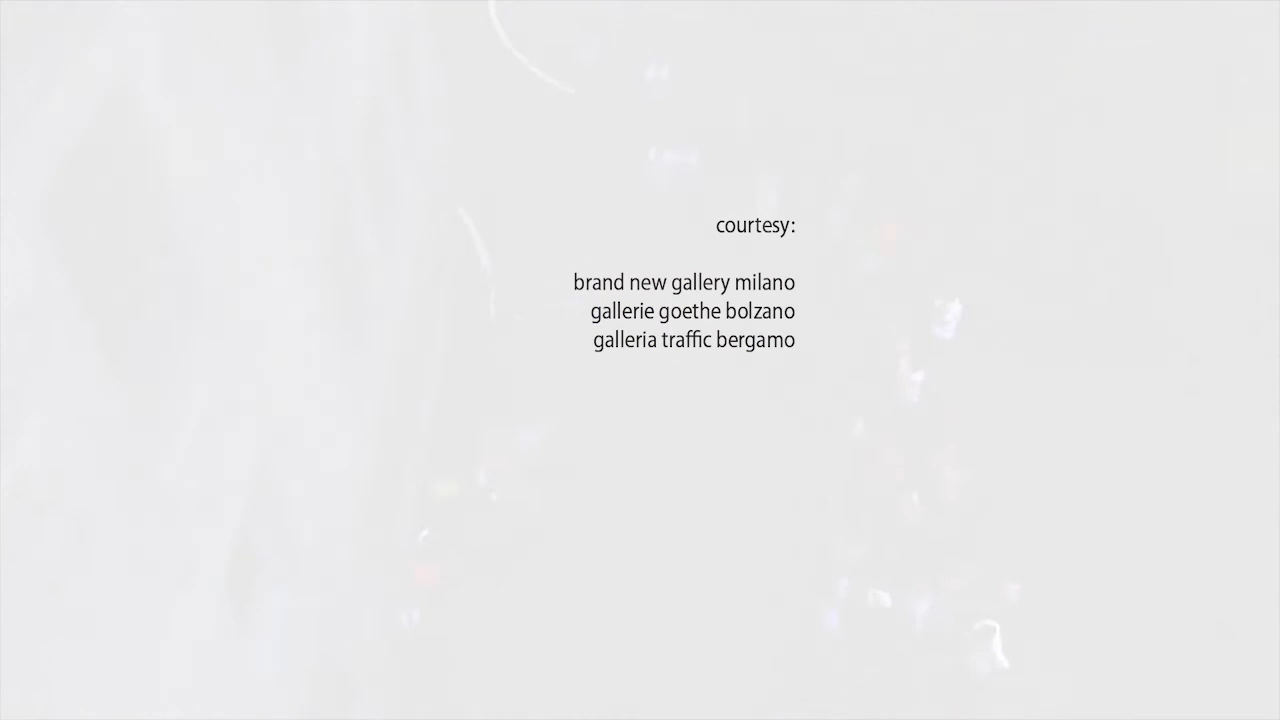 courtesy:
brand new gallery milano
gallerie goethe bolzano
galleria traffic bergamo